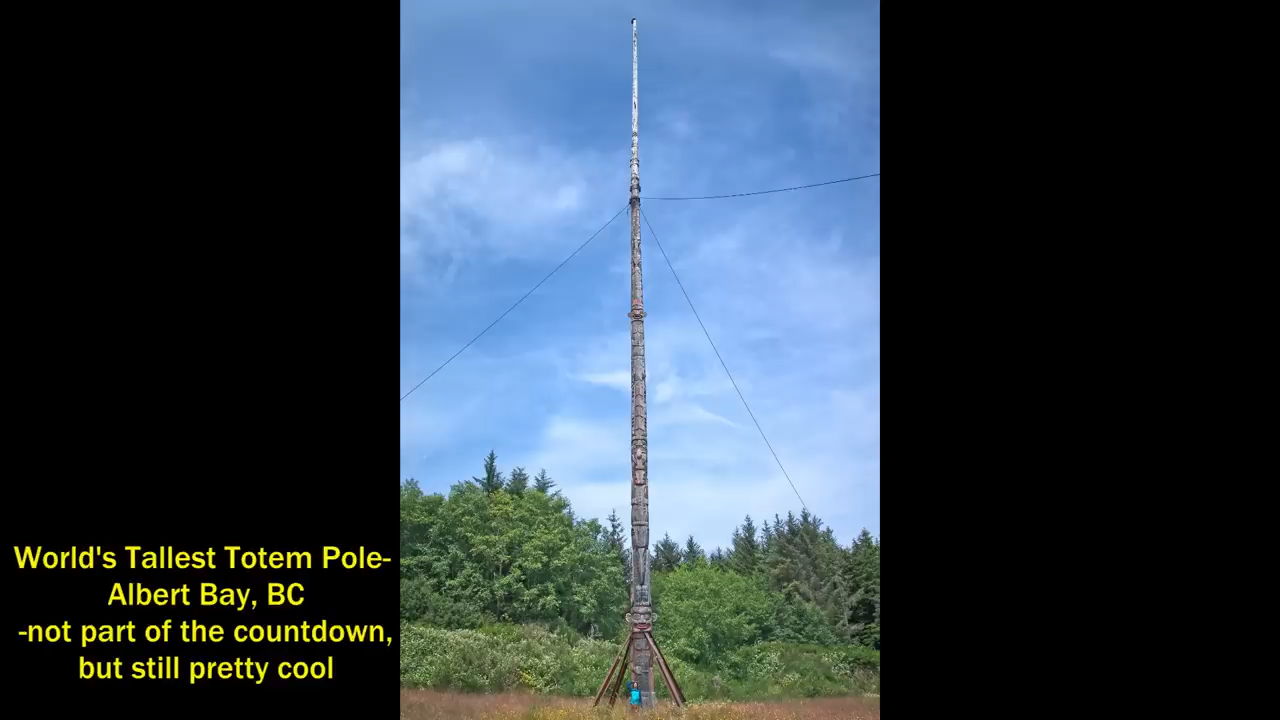 World's Tallest Totem Pole-
Albert Bay, BC
-not part of the countdown,
but still pretty cool